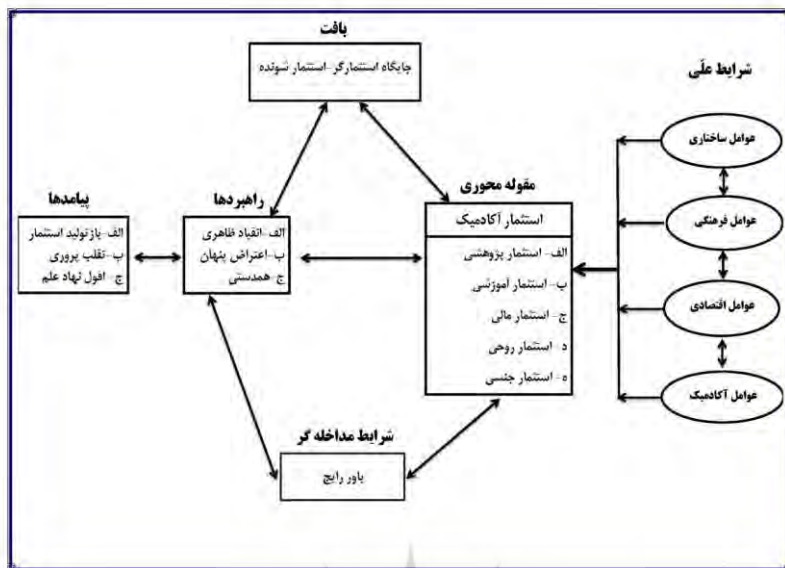 بافت
جایگاه استثمارگر-استثمار شونده
شرایط علّی
عوامل ساختاری
عوامل فرهنگی
عوامل اقتصادی
عوامل آکادمیک
مقوله محوری
استثمار آکادمیک
الف- استثمار پژوهشی
ب- استثمار آموزشی
ج- استثمار مالی
د- استثمار روحی
ه- استثمار جنسی
راهبردها
الف-انقیاد ظاهری
ب-اعتراض پنهان
ج-همدستی
پیامدها
الف-بازتولید استثمار
ب-تقلب پروری
ج- افول نهاد علم
شرایط مداخله گر
باور رایج